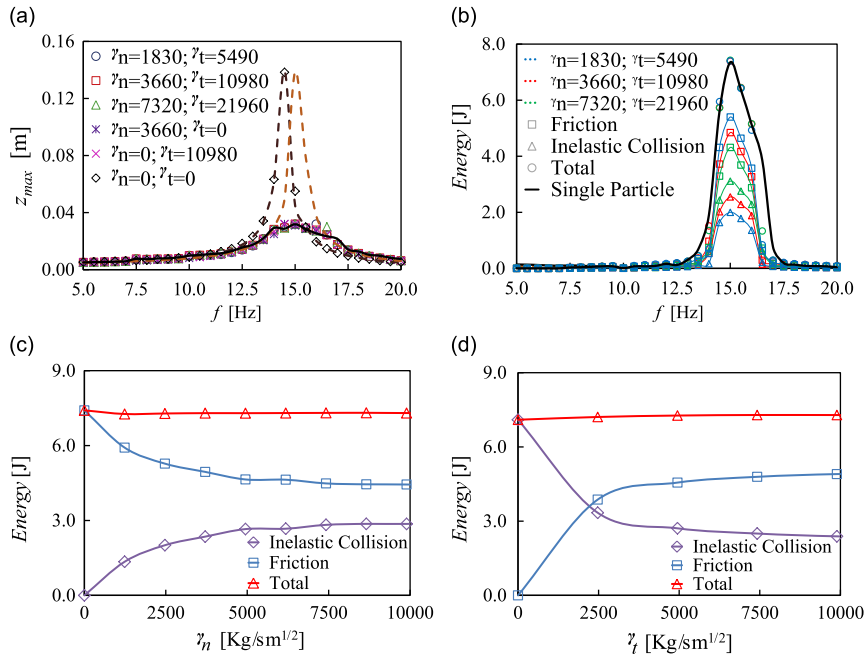 (a)
0.16
0.12
0.08
0.04
0.00
z_max [m]
γn=1830; γt=5490
γn=3660; γt=10980
γn=7320; γt=21960
γn=3660; γt=0
γn=0; γt=10980
γn=0; γt=0
5.0 7.5 10.0 12.5 15.0 17.5 20.0
f [Hz]
(b)
8.0
6.0
4.0
2.0
0.0
Energy [J]
γn=1830; γt=5490
γn=3660; γt=10980
γn=7320; γt=21960
Friction
Inelastic Collision
Total
Single Particle
5.0 7.5 10.0 12.5 15.0 17.5 20.0
f [Hz]
(c)
9.0
6.0
3.0
0.0
Energy [J]
Inelastic Collision
Friction
Total
0 2500 5000 7500 10000
γn [Kg/sm^1/2]
(d)
9.0
6.0
3.0
0.0
Energy [J]
Inelastic Collision
Friction
Total
0 2500 5000 7500 10000
γt [Kg/sm^1/2]